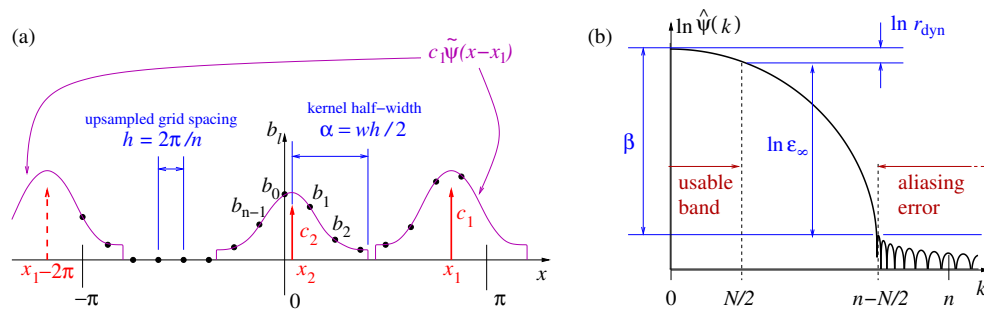 (a)
c₁ψ̃(x−x₁)
upsampled grid spacing
h = 2π/n
kernel half−width
α = wh / 2
b_l
b₀
b₁
b_{n−1}
b₂
c₂
c₁
x₁−2π
x₂
x₁
x
−π
0
π
(b)
ln ψ̂(k)
ln r_dyn
β
ln ε_∞
usable
band
aliasing
error
0
N/2
n−N/2
n
k